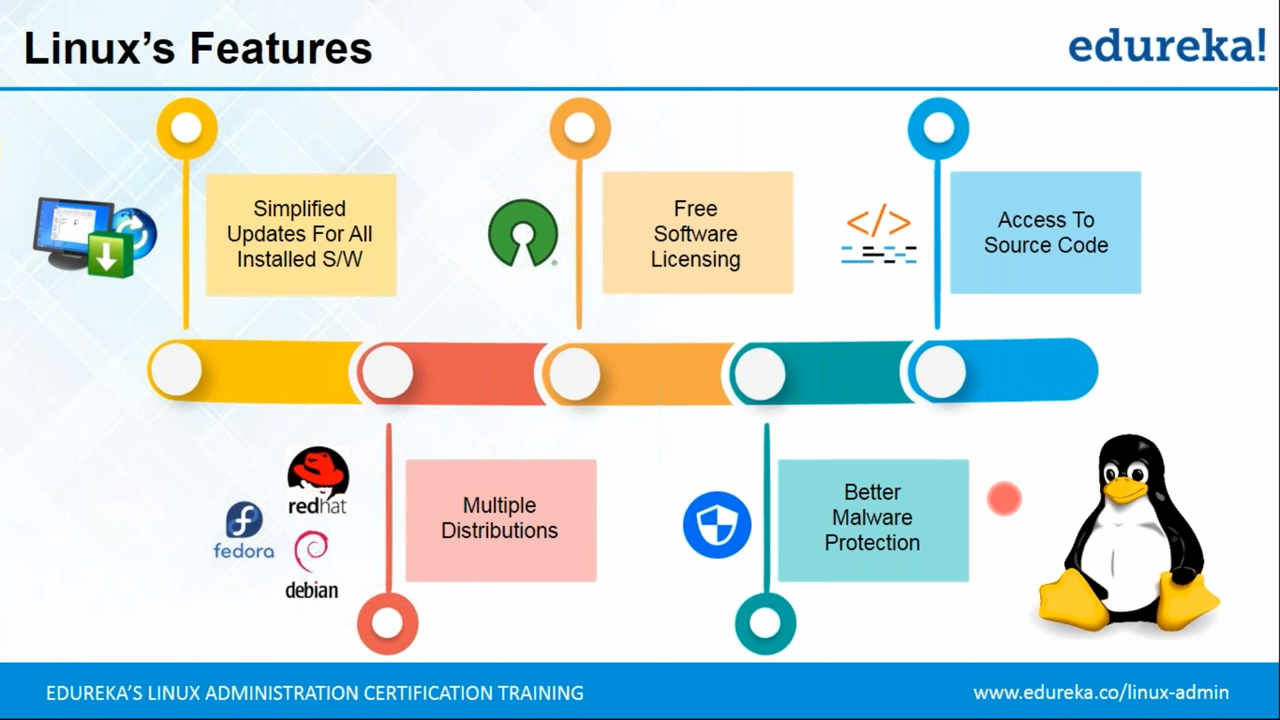 Linux's Features
edureka!
Simplified
Updates For All
Installed S/W
Free
Software
Licensing
</>
Access To
Source Code
redhat
fedora
debian
Multiple
Distributions
Better
Malware
Protection
EDUREKA'S LINUX ADMINISTRATION CERTIFICATION TRAINING
www.edureka.co/linux-admin